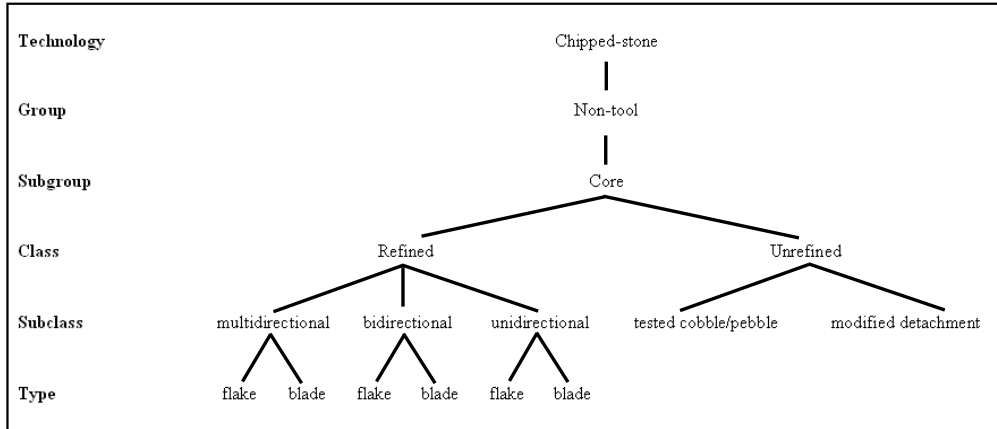 Technology Chipped-stone
Group Non-tool
Subgroup Core
Class Refined Unrefined
Subclass multidirectional bidirectional unidirectional tested cobble/pebble modified detachment
Type flake blade flake blade flake blade